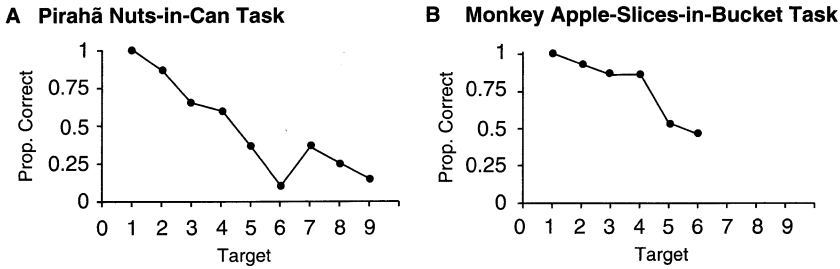 A Pirahã Nuts-in-Can Task
Prop. Correct
1
0.75
0.5
0.25
0
0 1 2 3 4 5 6 7 8 9
Target
B Monkey Apple-Slices-in-Bucket Task
Prop. Correct
1
0.75
0.5
0.25
0
0 1 2 3 4 5 6 7 8 9
Target